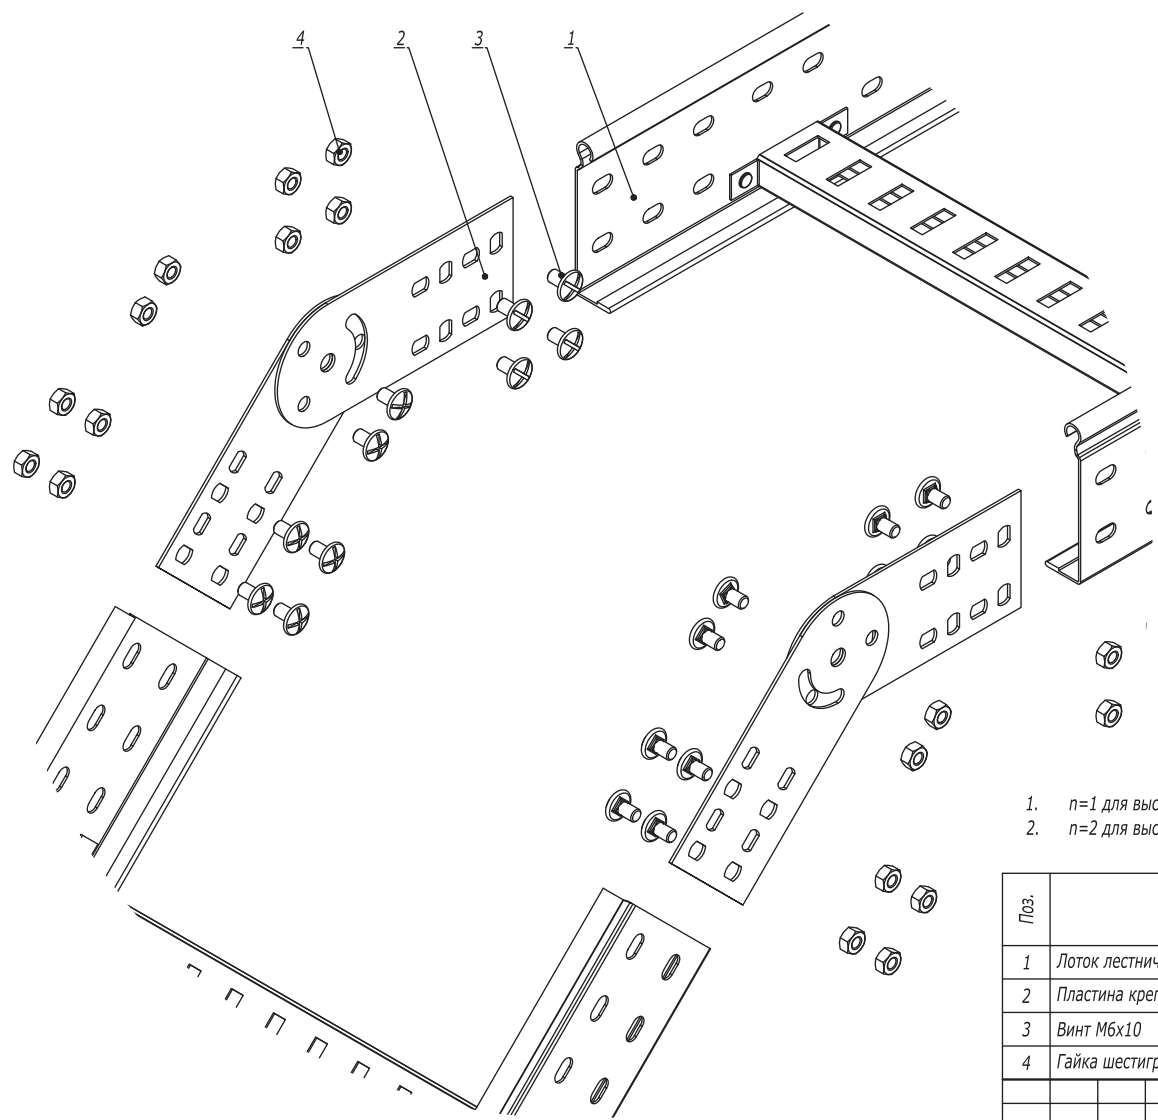 4 2 3 1
1. n=1 для выс
2. n=2 для выс
Поз.
1 Лоток лестнич
2 Пластина креп
3 Винт М6х10
4 Гайка шестигр